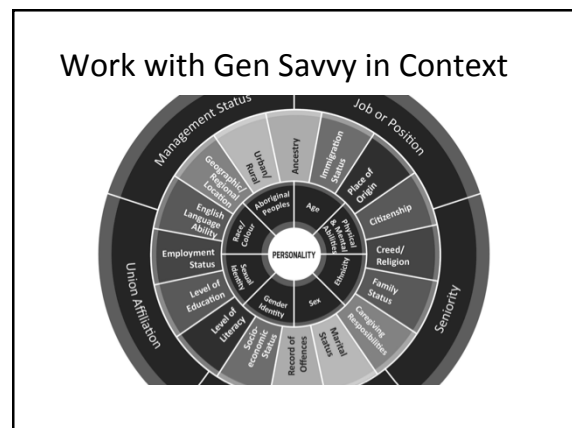 Work with Gen Savvy in Context
Management Status
Job or Position
Seniority
Union Affiliation
Ancestry
Immigration
Status
Place of
Origin
Citizenship
Creed/
Religion
Family
Status
Caregiving
Resposibilities
Marital
Status
Record of
Offences
Socio-
economic
Status
Level of
Literacy
Level of
Education
Employment
Status
English
Language
Ability
Geographic/
Regional
Location
Urban/
Rural
Aboriginal
Peoples
Age
Physical
& Mental
Abilities
Ethnicity
Sex
Gender
Identity
Sexual
Identity
Race/
Colour
PERSONALITY